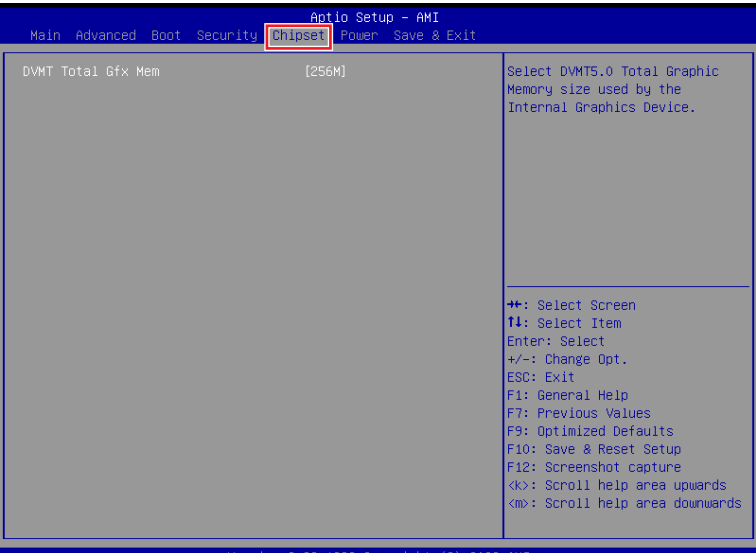 Aptio Setup – AMI
Main Advanced Boot Security Chipset Power Save & Exit
DVMT Total Gfx Mem [256M]
Select DVMT5.0 Total Graphic
Memory size used by the
Internal Graphics Device.
→←: Select Screen
↑↓: Select Item
Enter: Select
+/-: Change Opt.
ESC: Exit
F1: General Help
F7: Previous Values
F9: Optimized Defaults
F10: Save & Reset Setup
F12: Screenshot capture
<k>: Scroll help area upwards
<m>: Scroll help area downwards